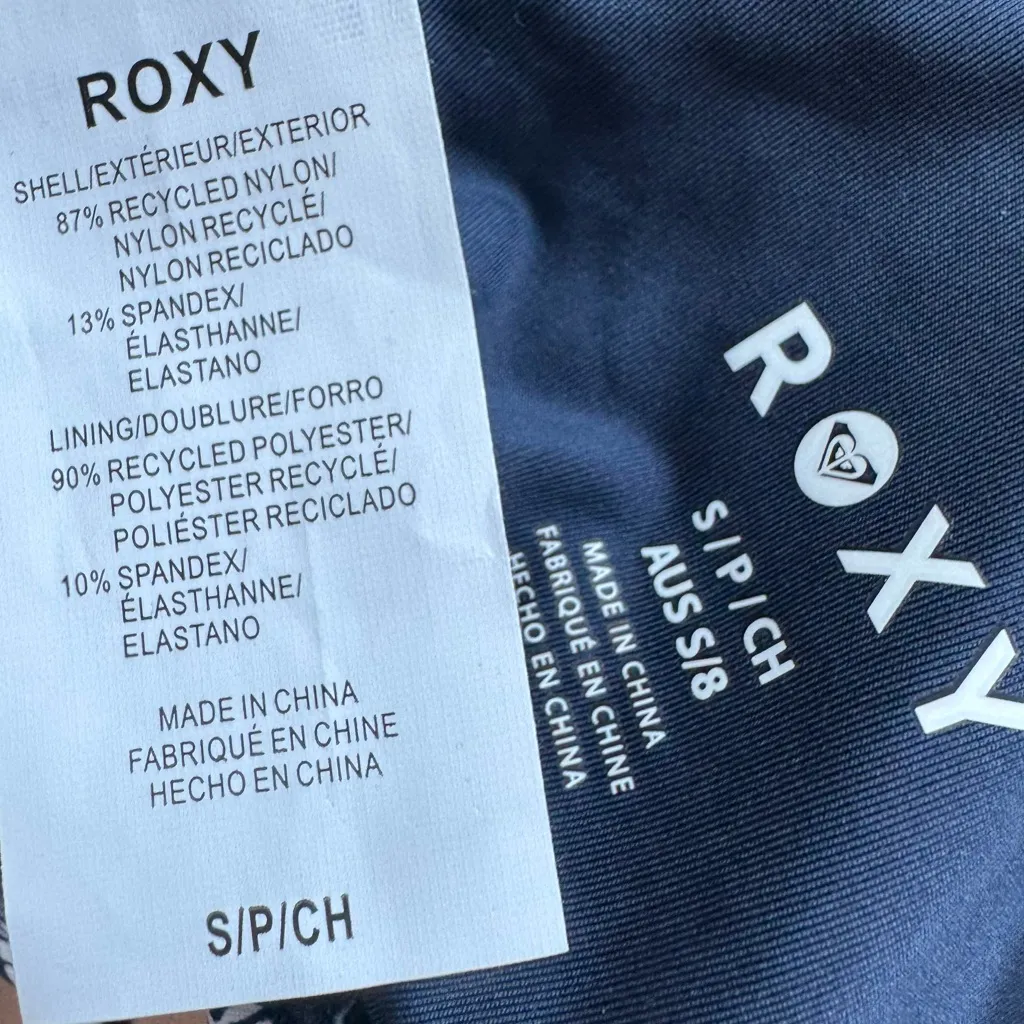 ROXY
SHELL/EXTÉRIEUR/EXTERIOR
87% RECYCLED NYLON/
NYLON RECYCLÉ/
NYLON RECICLADO
13% SPANDEX/
ÉLASTHANNE/
ELASTANO
LINING/DOUBLURE/FORRO
90% RECYCLED POLYESTER/
POLYESTER RECYCLÉ/
POLIÉSTER RECICLADO
10% SPANDEX/
ÉLASTHANNE/
ELASTANO
MADE IN CHINA
FABRIQUÉ EN CHINE
HECHO EN CHINA
S/P/CH
ROXY
S / P / CH
AUS S/8
MADE IN CHINA
FABRIQUÉ EN CHINE
HECHO EN CHINA